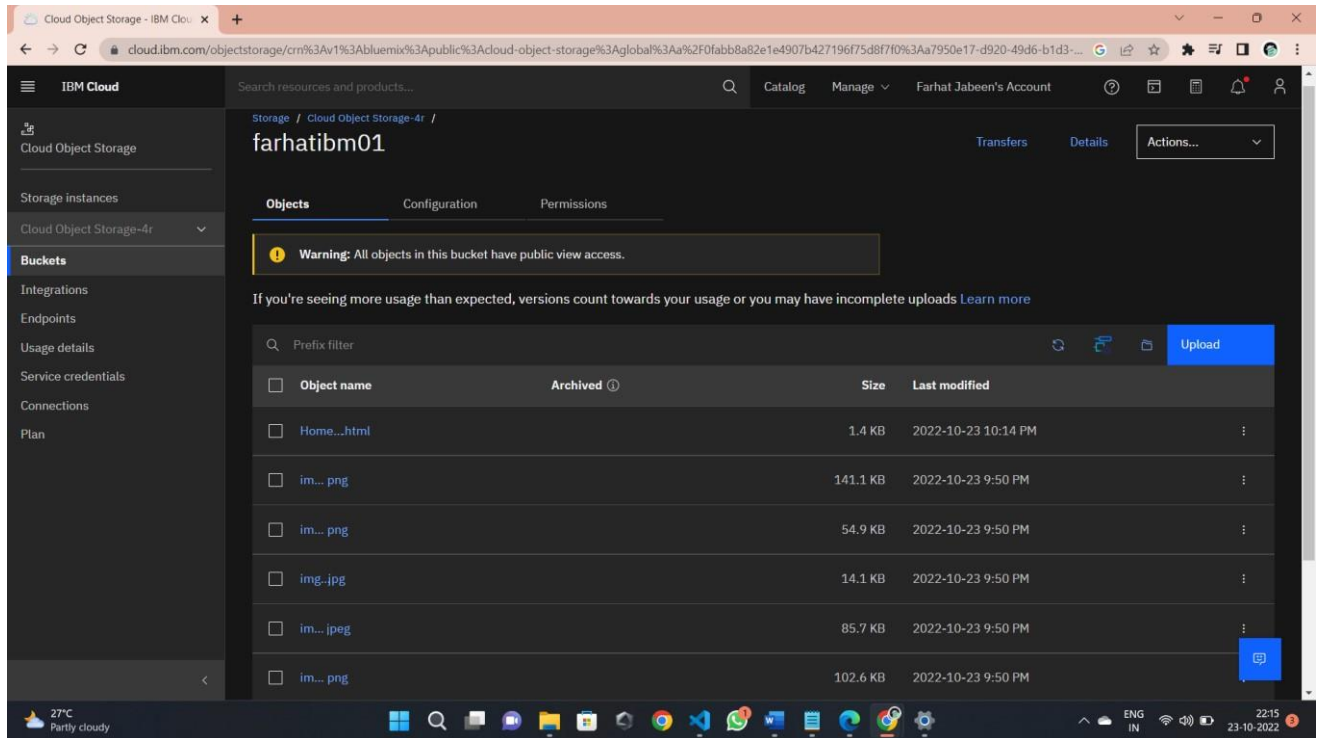 Cloud Object Storage - IBM Clou
cloud.ibm.com/objectstorage/crn%3Av1%3Abluemix%3Apublic%3Acloud-object-storage%3Aglobal%3Aa%2F0fabb8a82e1e4907b427196f75d8f7f0%3Aa7950e17-d920-49d6-b1d3-...
IBM Cloud
Search resources and products...
Catalog
Manage
Farhat Jabeen's Account
Cloud Object Storage
Storage instances
Cloud Object Storage-4r
Buckets
Integrations
Endpoints
Usage details
Service credentials
Connections
Plan
Storage / Cloud Object Storage-4r /
farhatibm01
Transfers
Details
Actions...
Objects
Configuration
Permissions
Warning: All objects in this bucket have public view access.
If you're seeing more usage than expected, versions count towards your usage or you may have incomplete uploads Learn more
Prefix filter
Upload
Object name Archived Size Last modified
Home...html 1.4 KB 2022-10-23 10:14 PM
im... png 141.1 KB 2022-10-23 9:50 PM
im... png 54.9 KB 2022-10-23 9:50 PM
img..jpg 14.1 KB 2022-10-23 9:50 PM
im... jpeg 85.7 KB 2022-10-23 9:50 PM
im... png 102.6 KB 2022-10-23 9:50 PM
27°C
Partly cloudy
ENG
IN
22:15
23-10-2022
3